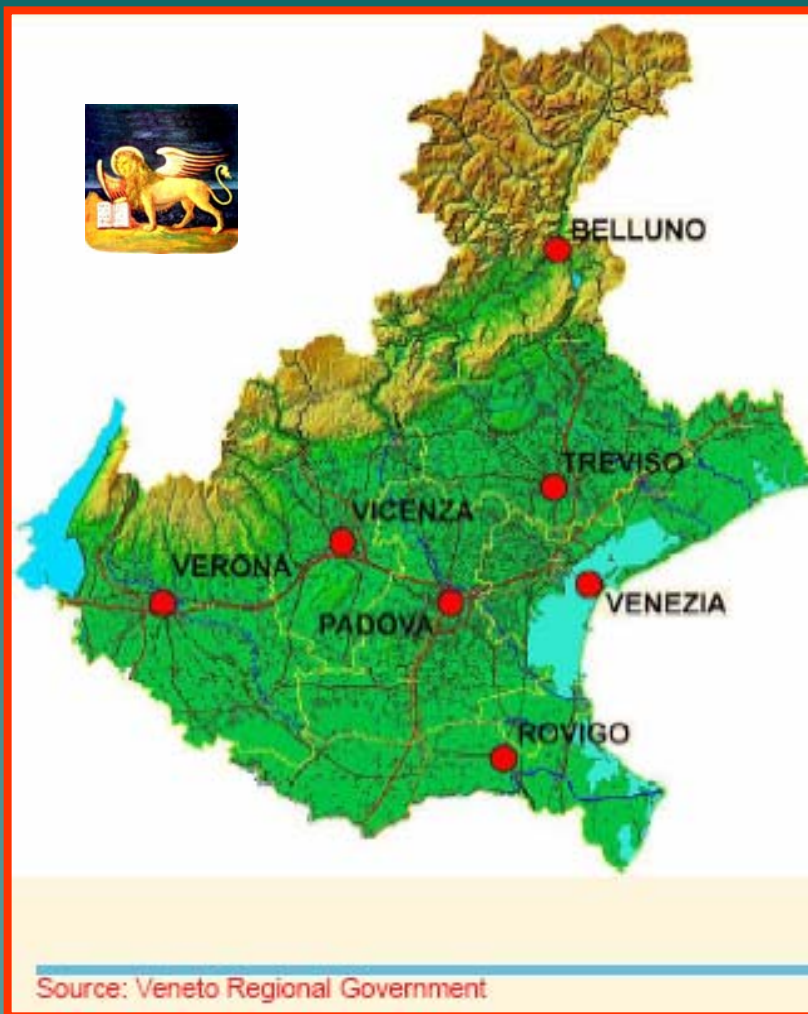 BELLUNO
TREVISO
VICENZA
VERONA
VENEZIA
PADOVA
ROVIGO
Source: Veneto Regional Government